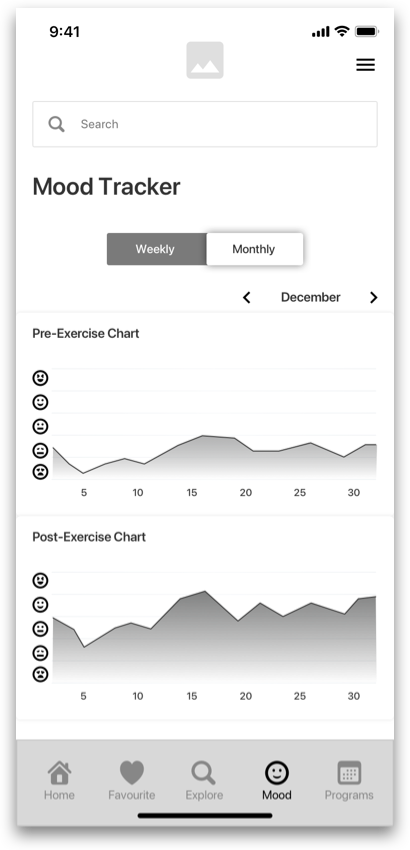 9:41
Search
Mood Tracker
Weekly Monthly
December
Pre-Exercise Chart
5 10 15 20 25 30
Post-Exercise Chart
5 10 15 20 25 30
Home Favourite Explore Mood Programs